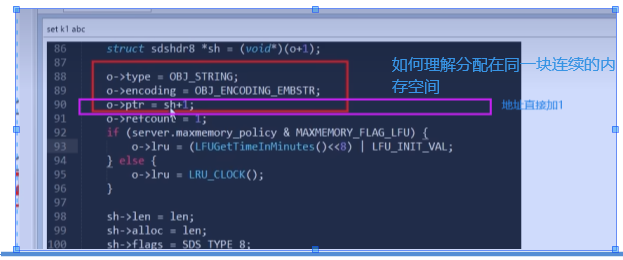 set k1 abc
86 struct sdshdr8 *sh = (void*)(o+1);
87
88 o->type = OBJ_STRING;
89 o->encoding = OBJ_ENCODING_EMBSTR;
90 o->ptr = sh+1;
91 o->refcount = 1;
92 if (server.maxmemory_policy & MAXMEMORY_FLAG_LFU) {
93 o->lru = (LFUGetTimeInMinutes()<<8) | LFU_INIT_VAL;
94 } else {
95 o->lru = LRU_CLOCK();
96 }
97
98 sh->len = len;
99 sh->alloc = len;
100 sh->flags = SDS_TYPE_8;
如何理解分配在同一块连续的内
存空间
地址直接加1